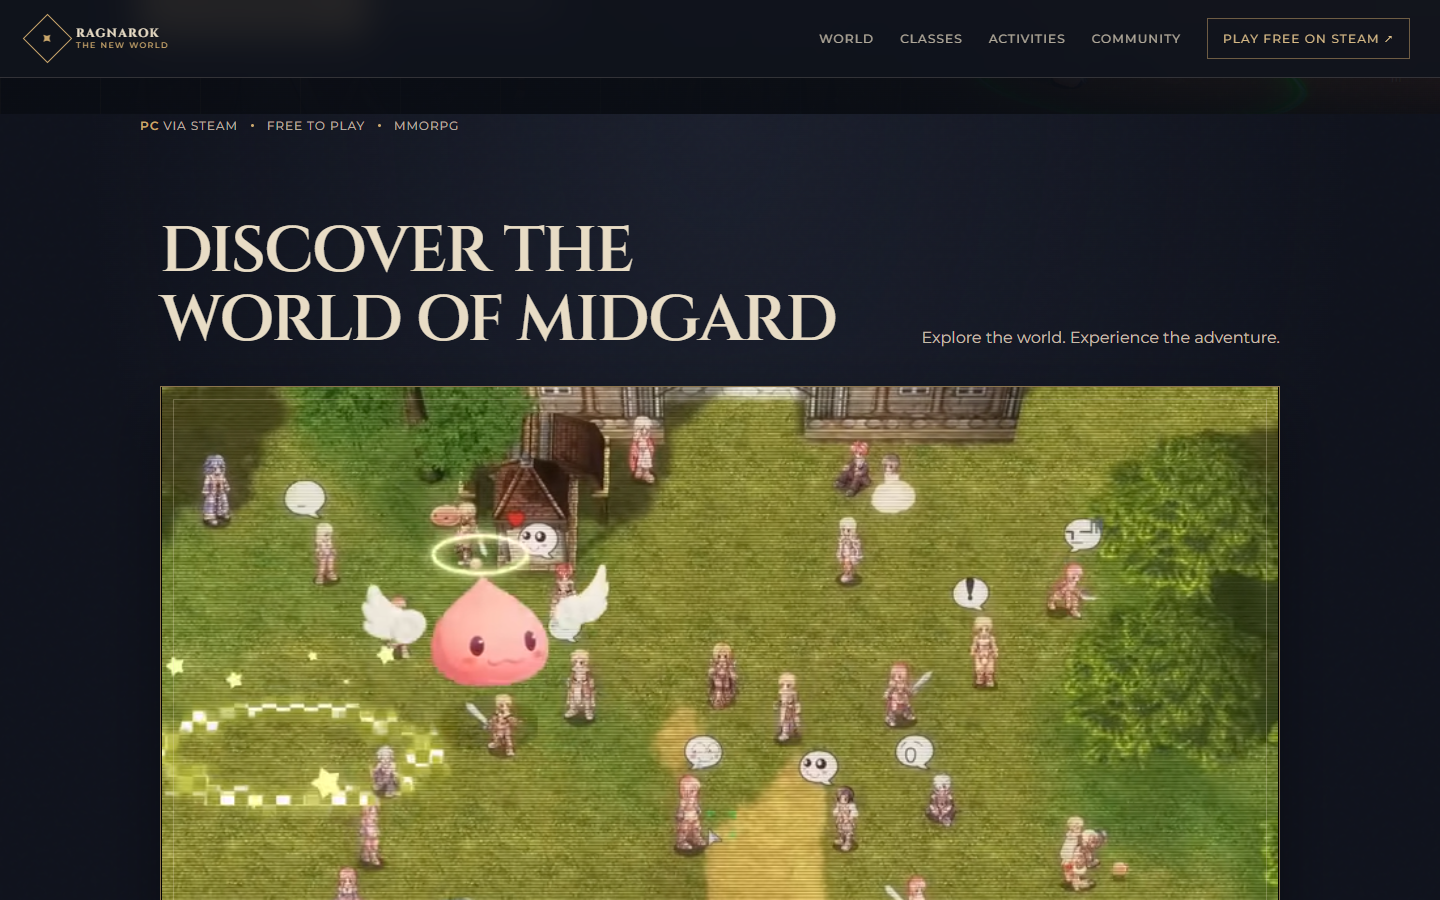 RAGNAROK
THE NEW WORLD
WORLD
CLASSES
ACTIVITIES
COMMUNITY
PLAY FREE ON STEAM ↗
PC VIA STEAM • FREE TO PLAY • MMORPG
DISCOVER THE
WORLD OF MIDGARD
Explore the world. Experience the adventure.